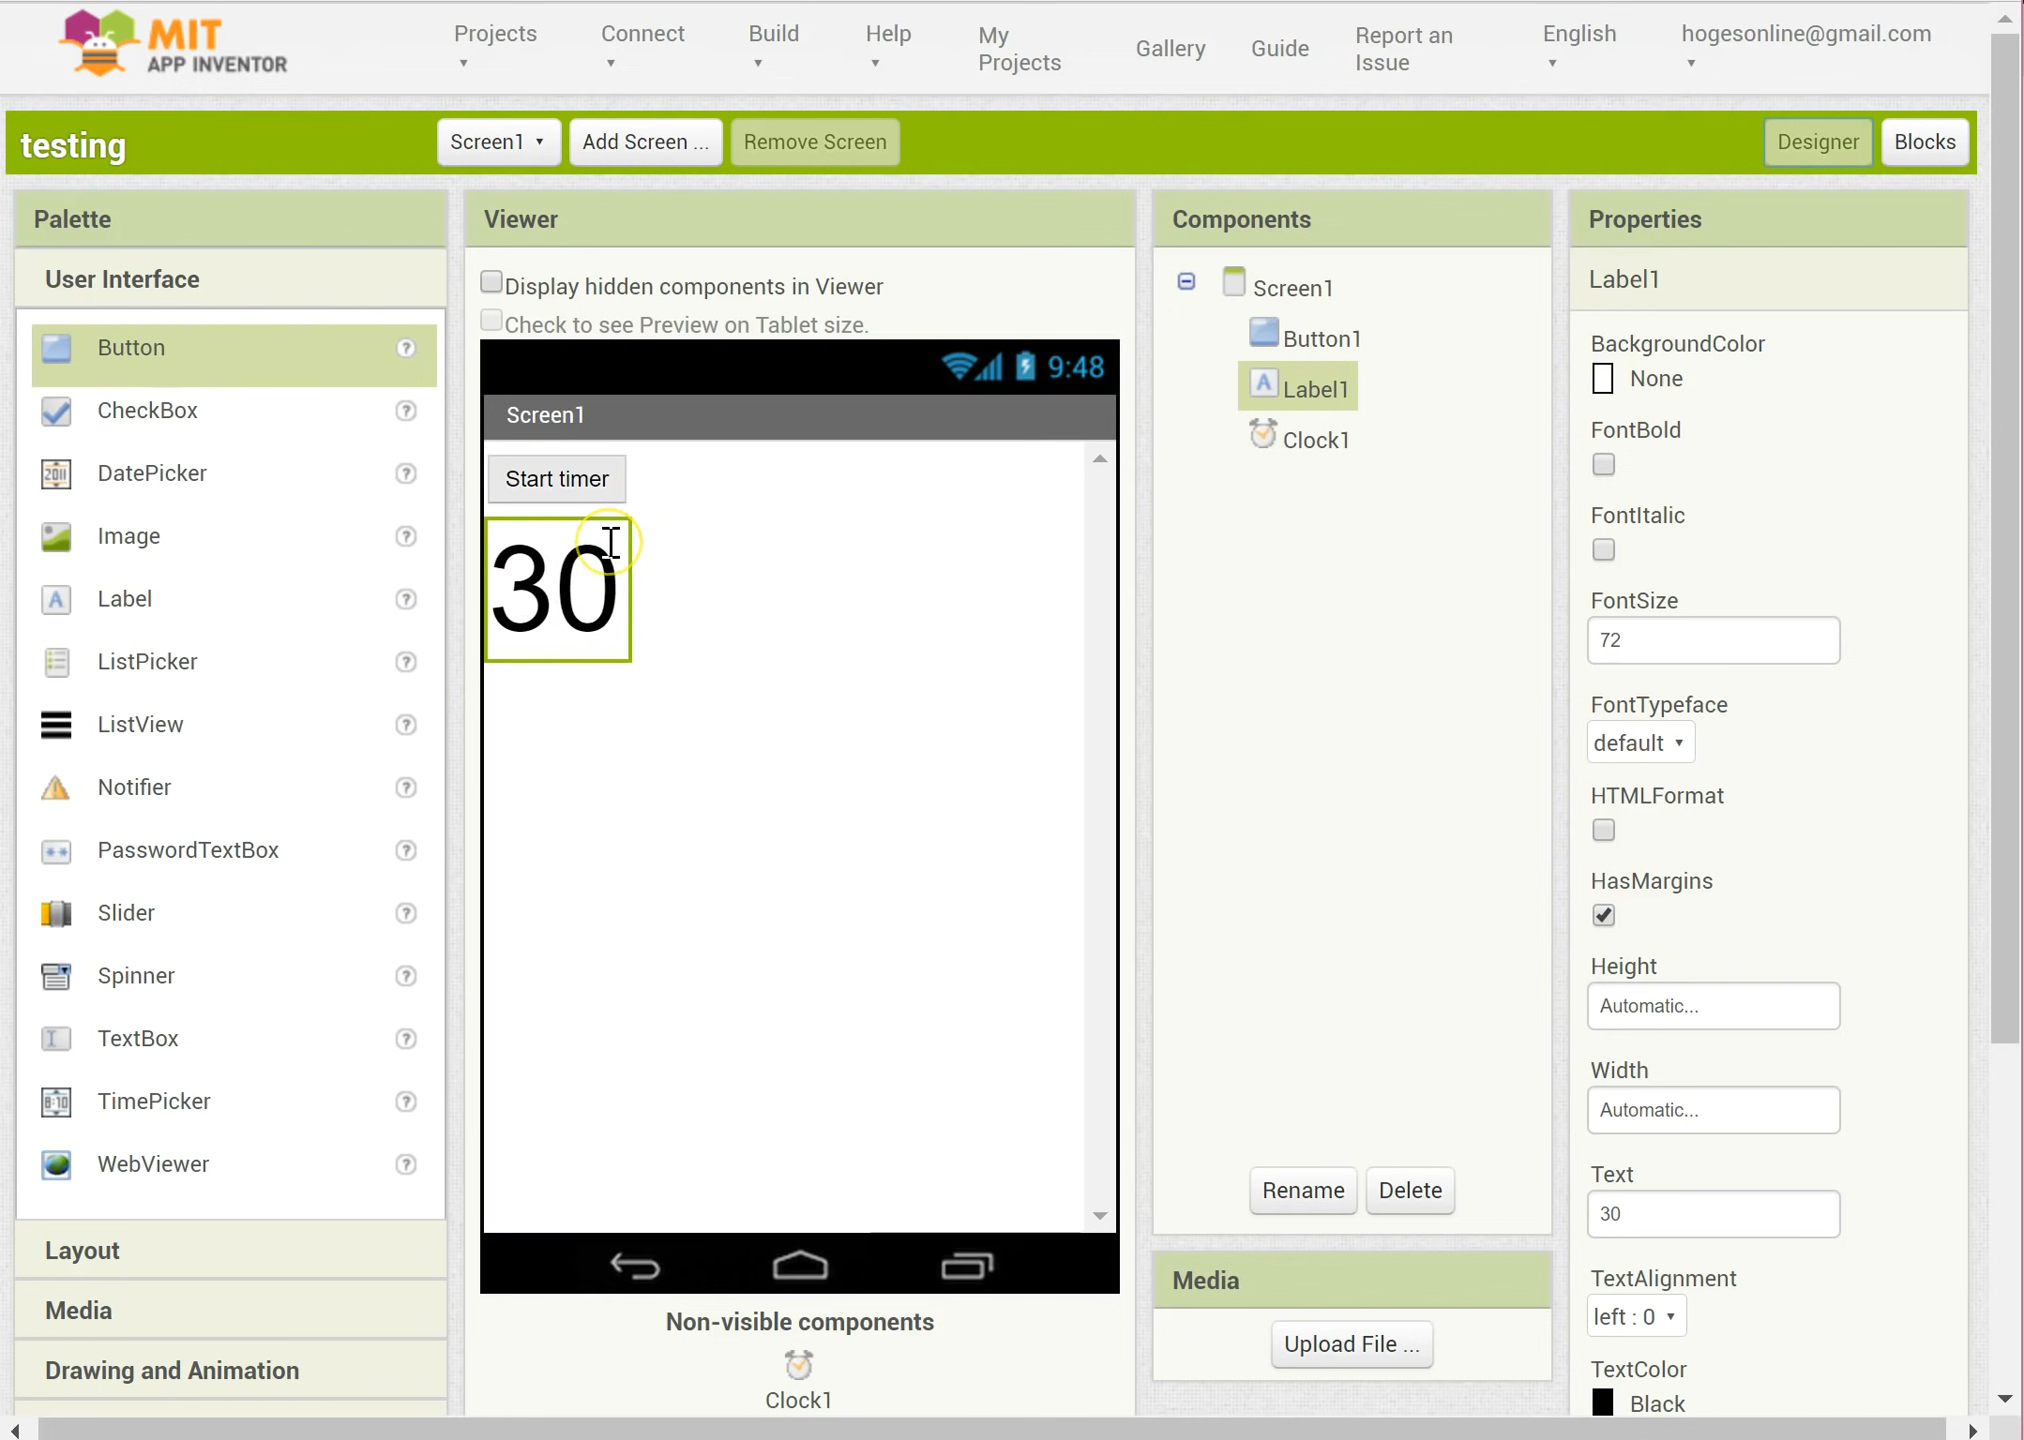 MIT
APP INVENTOR
Projects
Connect
Build
Help
My
Projects
Gallery
Guide
Report an
Issue
English
hogesonline@gmail.com
testing
Screen1
Add Screen ...
Remove Screen
Designer
Blocks
Palette
User Interface
Button
CheckBox
DatePicker
Image
Label
ListPicker
ListView
Notifier
PasswordTextBox
Slider
Spinner
TextBox
TimePicker
WebViewer
Layout
Media
Drawing and Animation
Viewer
Display hidden components in Viewer
Check to see Preview on Tablet size.
9:48
Screen1
Start timer
30
Non-visible components
Clock1
Components
Screen1
Button1
A Label1
Clock1
Rename
Delete
Media
Upload File ...
Properties
Label1
BackgroundColor
None
FontBold
FontItalic
FontSize
72
FontTypeface
default
HTMLFormat
HasMargins
Height
Automatic...
Width
Automatic...
Text
30
TextAlignment
left : 0
TextColor
Black